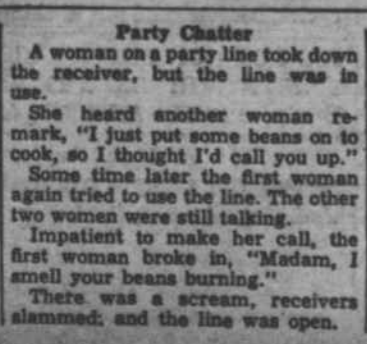 Party Chatter
A woman on a party line took down
the receiver, but the line was in
use.
She heard another woman re-
mark, "I just put some beans on to
cook, so I thought I'd call you up."
Some time later the first woman
again tried to use the line. The other
two women were still talking.
Impatient to make her call, the
first woman broke in, "Madam, I
smell your beans burning."
There was a scream, receivers
slammed; and the line was open.